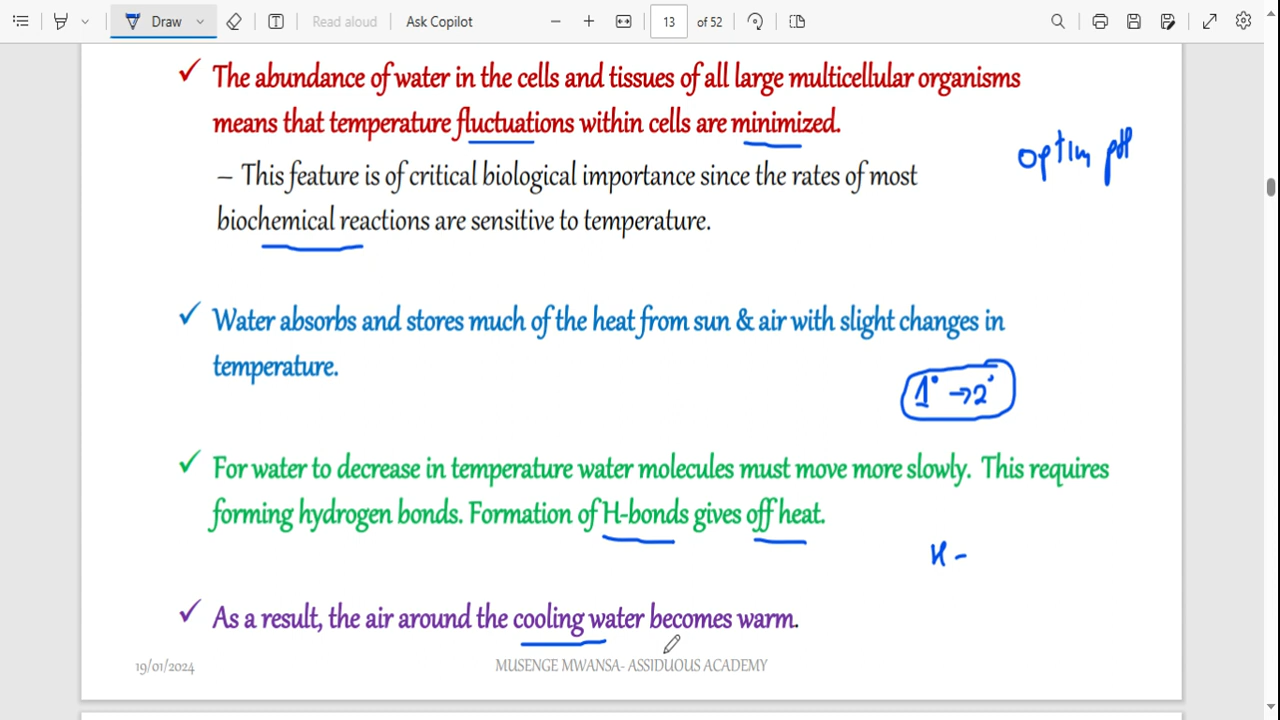 Draw
Read aloud
Ask Copilot
13 of 52
✓ The abundance of water in the cells and tissues of all large multicellular organisms
means that temperature fluctuations within cells are minimized.
– This feature is of critical biological importance since the rates of most
biochemical reactions are sensitive to temperature.
optim pH
✓ Water absorbs and stores much of the heat from sun & air with slight changes in
temperature.
1° → 2°
✓ For water to decrease in temperature water molecules must move more slowly. This requires
forming hydrogen bonds. Formation of H-bonds gives off heat.
H -
✓ As a result, the air around the cooling water becomes warm.
19/01/2024
MUSENGE MWANSA- ASSIDUOUS ACADEMY